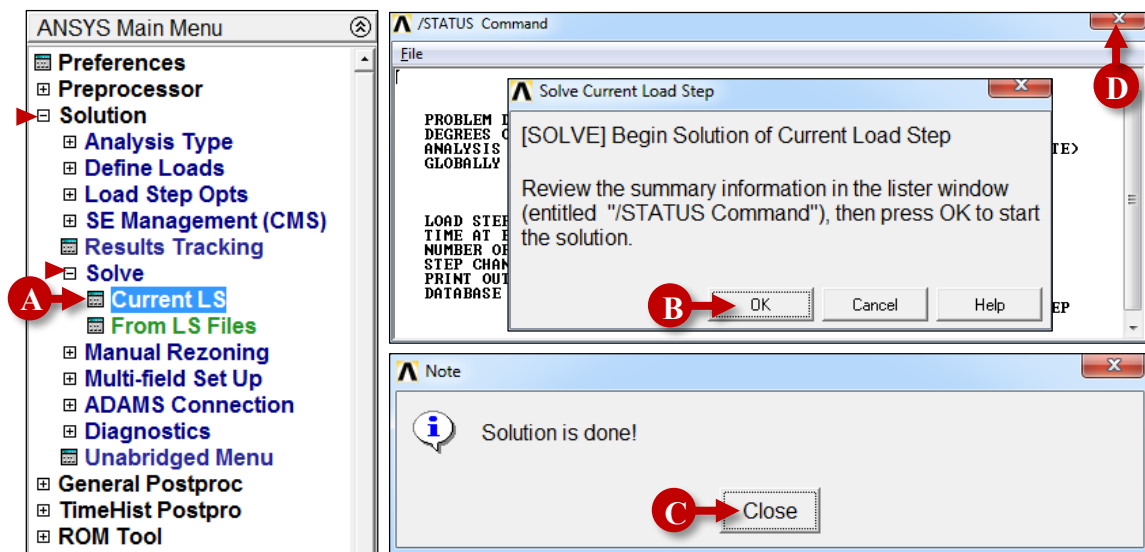 ANSYS Main Menu
Preferences
Preprocessor
Solution
Analysis Type
Define Loads
Load Step Opts
SE Management (CMS)
Results Tracking
Solve
A
Current LS
From LS Files
Manual Rezoning
Multi-field Set Up
ADAMS Connection
Diagnostics
Unabridged Menu
General Postproc
TimeHist Postpro
ROM Tool
/STATUS Command
D
File
PROBLEM
DEGREES
ANALYSIS TE)
GLOBALLY
LOAD STEP
TIME AT
NUMBER OF
STEP CHAN
PRINT OUT
DATABASE EP
Solve Current Load Step
[SOLVE] Begin Solution of Current Load Step
Review the summary information in the lister window
(entitled "/STATUS Command"), then press OK to start
the solution.
B OK Cancel Help
Note
Solution is done!
C Close